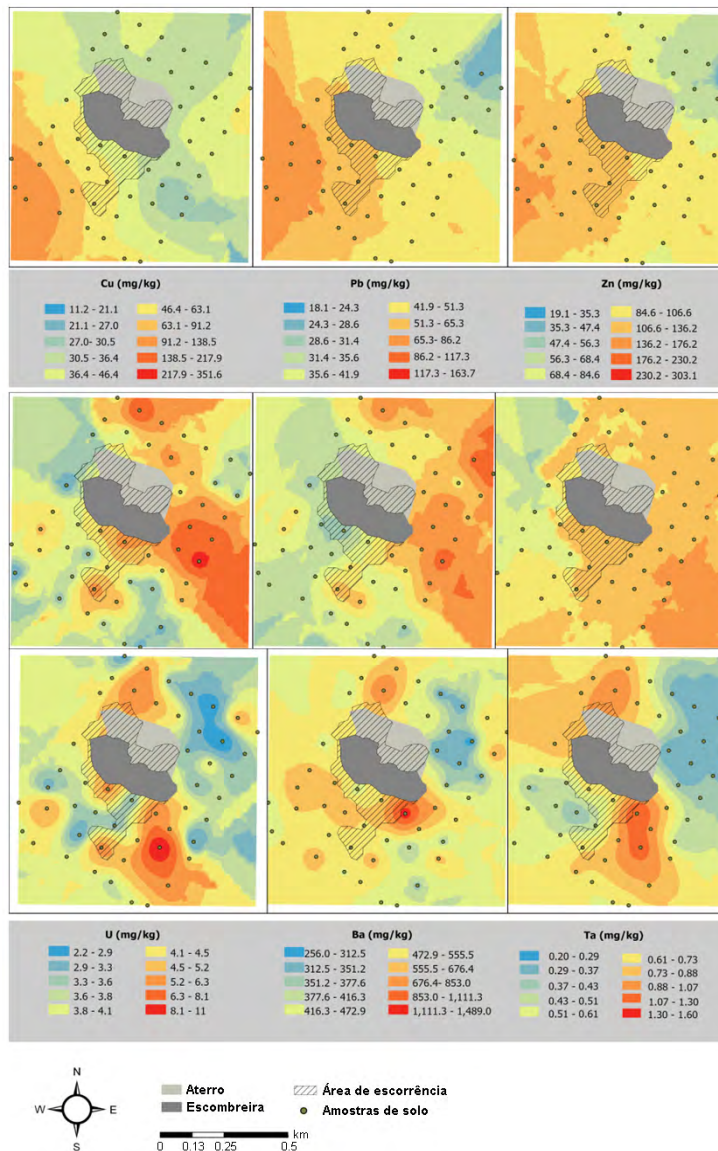 Cu (mg/kg)
11.2 - 21.1
21.1 - 27.0
27.0- 30.5
30.5 - 36.4
36.4 - 46.4
46.4 - 63.1
63.1 - 91.2
91.2 - 138.5
138.5 - 217.9
217.9 - 351.6
Pb (mg/kg)
18.1 - 24.3
24.3 - 28.6
28.6 - 31.4
31.4 - 35.6
35.6 - 41.9
41.9 - 51.3
51.3 - 65.3
65.3- 86.2
86.2 - 117.3
117.3 - 163.7
Zn (mg/kg)
19.1 - 35.3
35.3 - 47.4
47.4 - 56.3
56.3 - 68.4
68.4 - 84.6
84.6 - 106.6
106.6 - 136.2
136.2 - 176.2
176.2 - 230.2
230.2 - 303.1
U (mg/kg)
2.2 - 2.9
2.9 - 3.3
3.3 - 3.6
3.6 - 3.8
3.8 - 4.1
4.1 - 4.5
4.5 - 5.2
5.2 - 6.3
6.3 - 8.1
8.1 - 11
Ba (mg/kg)
256.0 - 312.5
312.5 - 351.2
351.2 - 377.6
377.6 - 416.3
416.3 - 472.9
472.9 - 555.5
555.5 - 676.4
676.4- 853.0
853.0 - 1,111.3
1,111.3 - 1,489.0
Ta (mg/kg)
0.20 - 0.29
0.29 - 0.37
0.37 - 0.43
0.43 - 0.51
0.51 - 0.61
0.61 - 0.73
0.73 - 0.88
0.88 - 1.07
1.07 - 1.30
1.30 - 1.60
N
W E
S
Aterro
Escombreira
Área de escorrência
Amostras de solo
km
0 0.13 0.25 0.5